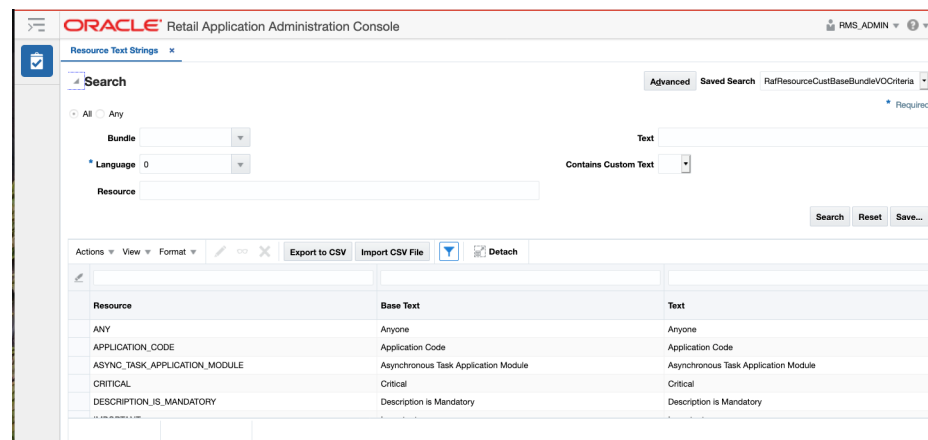 ORACLE® Retail Application Administration Console RMS_ADMIN
Resource Text Strings ×
Search Advanced Saved Search RafResourceCustBaseBundleVOCriteria
* Required
All Any
Bundle Text
* Language 0 Contains Custom Text
Resource
Search Reset Save...
Actions View Format Export to CSV Import CSV File Detach
Resource Base Text Text
ANY Anyone Anyone
APPLICATION_CODE Application Code Application Code
ASYNC_TASK_APPLICATION_MODULE Asynchronous Task Application Module Asynchronous Task Application Module
CRITICAL Critical Critical
DESCRIPTION_IS_MANDATORY Description is Mandatory Description is Mandatory